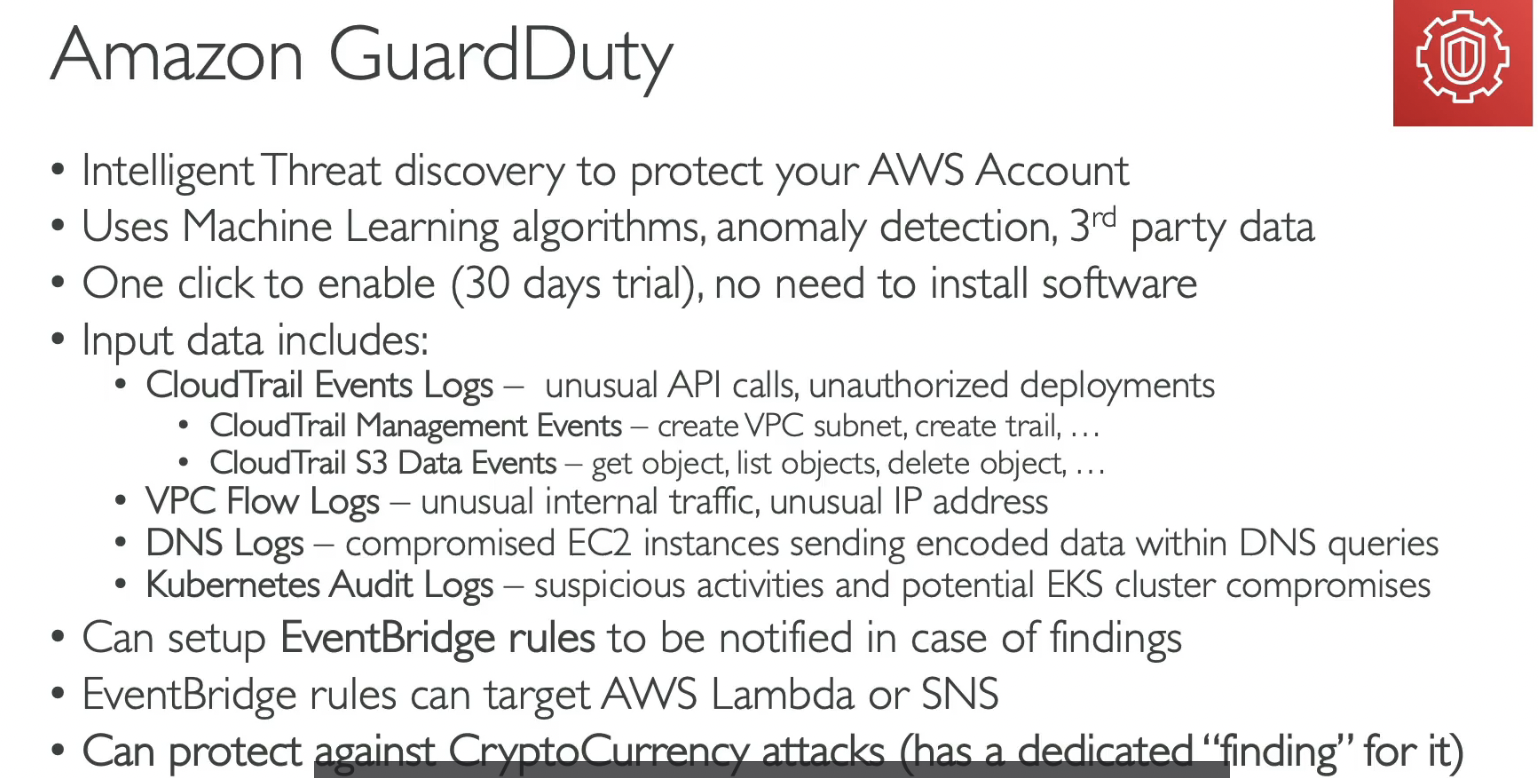 Amazon GuardDuty
• Intelligent Threat discovery to protect your AWS Account
• Uses Machine Learning algorithms, anomaly detection, 3rd party data
• One click to enable (30 days trial), no need to install software
• Input data includes:
• CloudTrail Events Logs – unusual API calls, unauthorized deployments
• CloudTrail Management Events – create VPC subnet, create trail, …
• CloudTrail S3 Data Events – get object, list objects, delete object, …
• VPC Flow Logs – unusual internal traffic, unusual IP address
• DNS Logs – compromised EC2 instances sending encoded data within DNS queries
• Kubernetes Audit Logs – suspicious activities and potential EKS cluster compromises
• Can setup EventBridge rules to be notified in case of findings
• EventBridge rules can target AWS Lambda or SNS
• Can protect against CryptoCurrency attacks (has a dedicated “finding” for it)